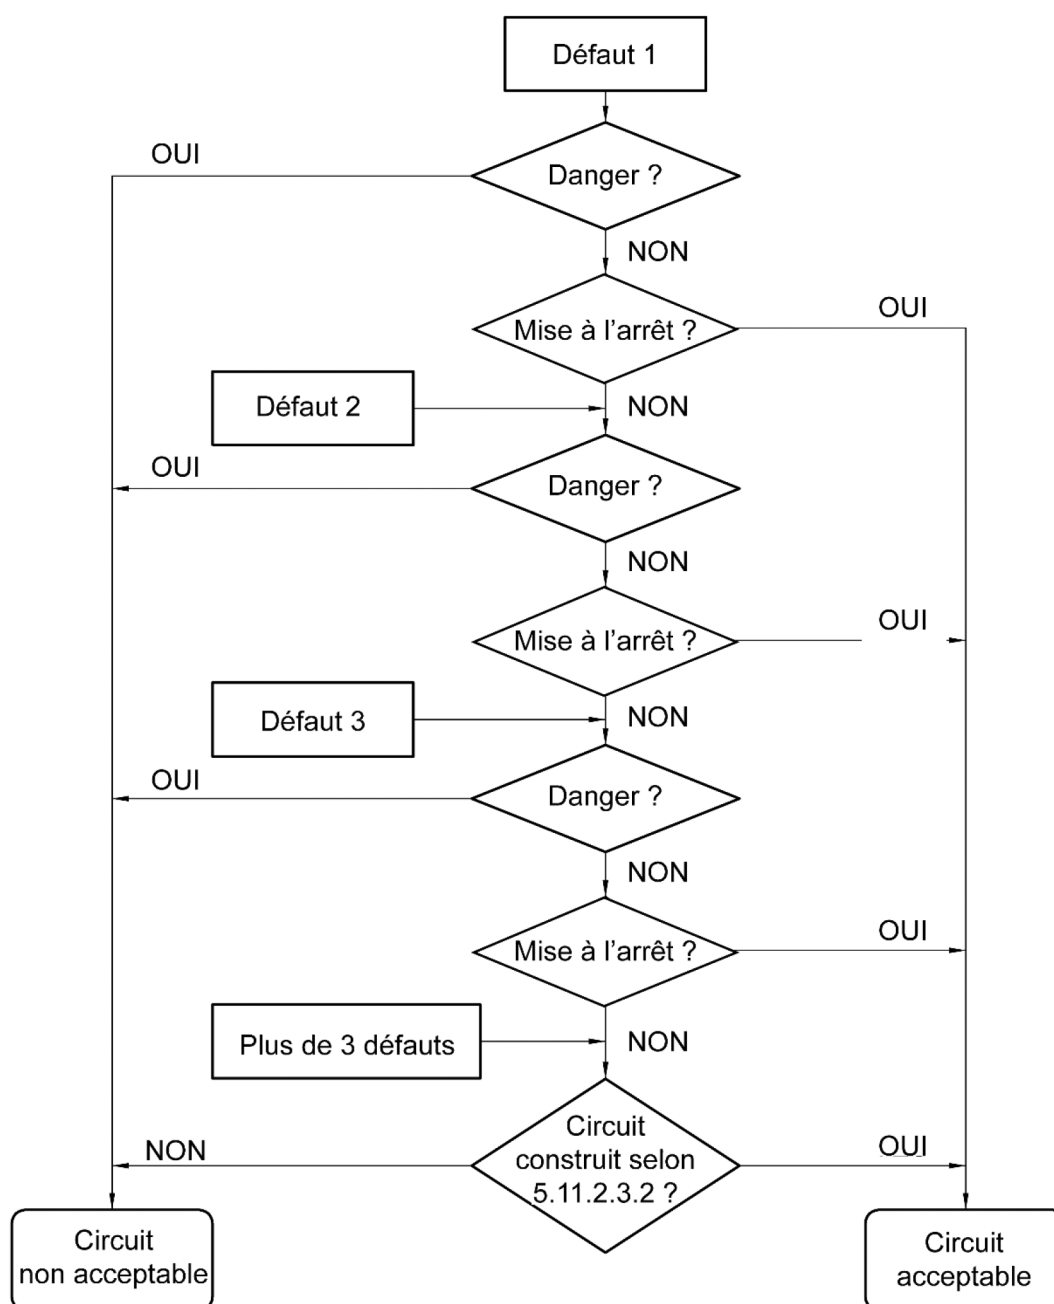 Défaut 1
OUI
Danger ?
NON
OUI
Mise à l’arrêt ?
Défaut 2
NON
OUI
Danger ?
NON
OUI
Mise à l’arrêt ?
Défaut 3
NON
OUI
Danger ?
NON
OUI
Mise à l’arrêt ?
Plus de 3 défauts
NON
Circuit
construit selon
5.11.2.3.2 ?
NON
OUI
Circuit
non acceptable
Circuit
acceptable